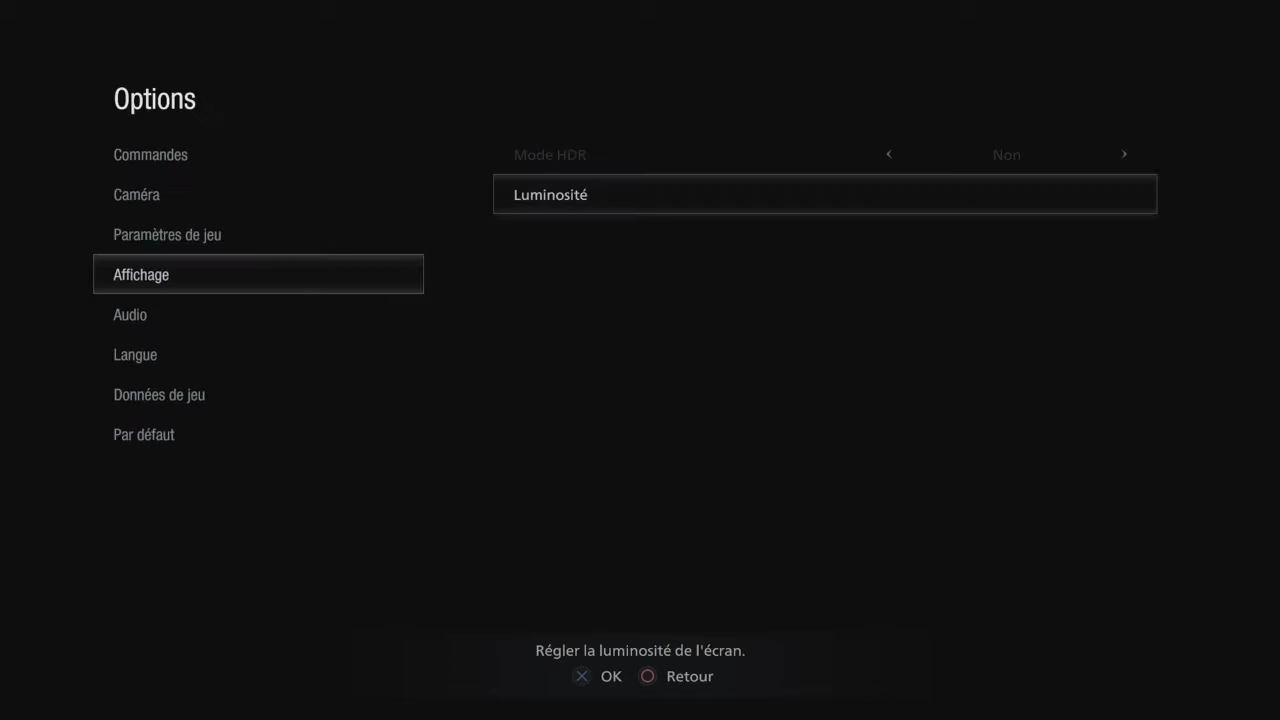 Options
Commandes
Caméra
Paramètres de jeu
Affichage
Audio
Langue
Données de jeu
Par défaut
Mode HDR ‹ Non ›
Luminosité
Régler la luminosité de l'écran.
OK Retour